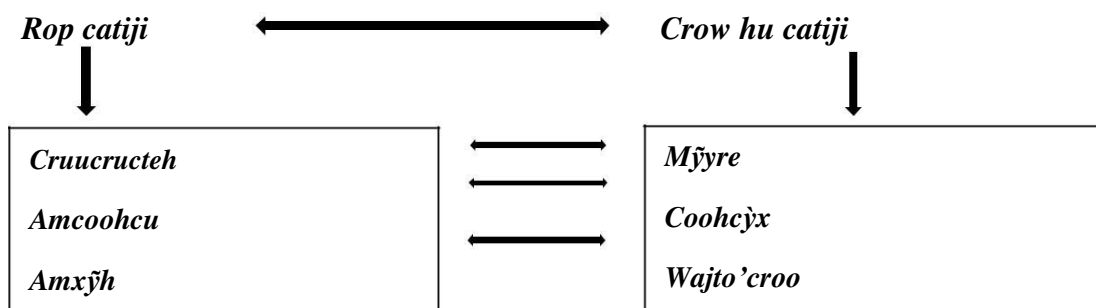 Rop catiji
Crow hu catiji
Cruucructeh
Amcoohcu
Amxỹh
Mỹyre
Coohcỳx
Wajto’croo